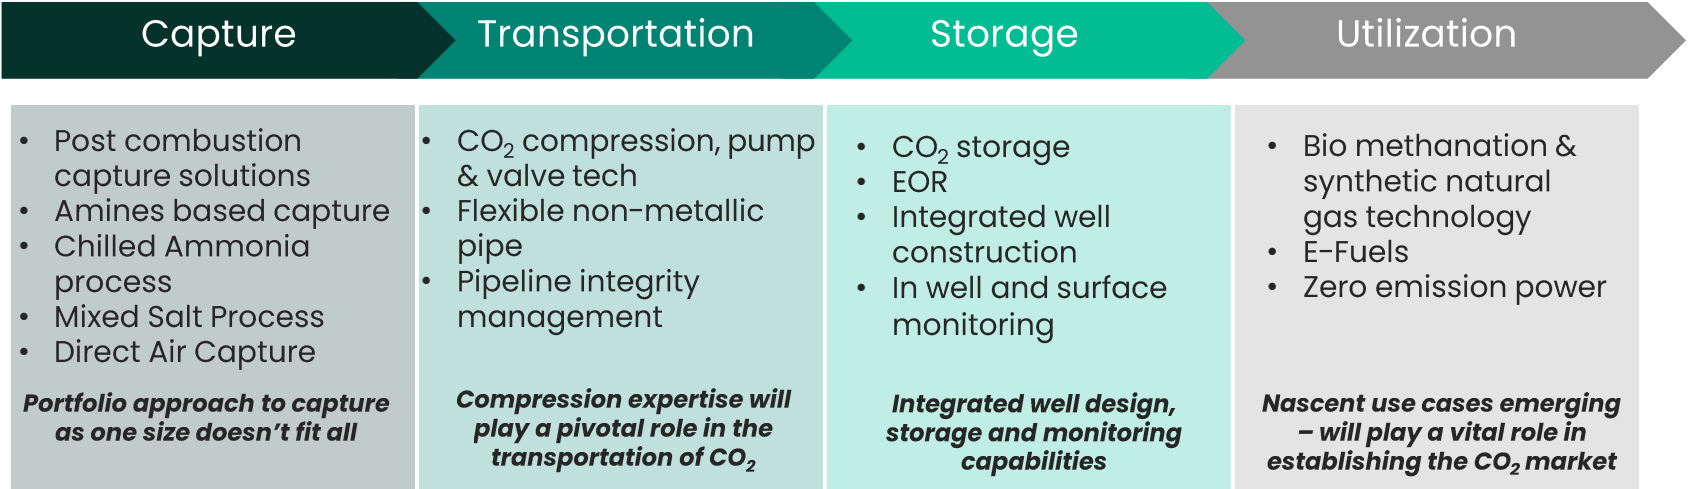 Capture
Transportation
Storage
Utilization
• Post combustion
capture solutions
• Amines based capture
• Chilled Ammonia
process
• Mixed Salt Process
• Direct Air Capture
Portfolio approach to capture
as one size doesn’t fit all
• CO₂ compression, pump
& valve tech
• Flexible non-metallic
pipe
• Pipeline integrity
management
Compression expertise will
play a pivotal role in the
transportation of CO₂
• CO₂ storage
• EOR
• Integrated well
construction
• In well and surface
monitoring
Integrated well design,
storage and monitoring
capabilities
• Bio methanation &
synthetic natural
gas technology
• E-Fuels
• Zero emission power
Nascent use cases emerging
– will play a vital role in
establishing the CO₂ market